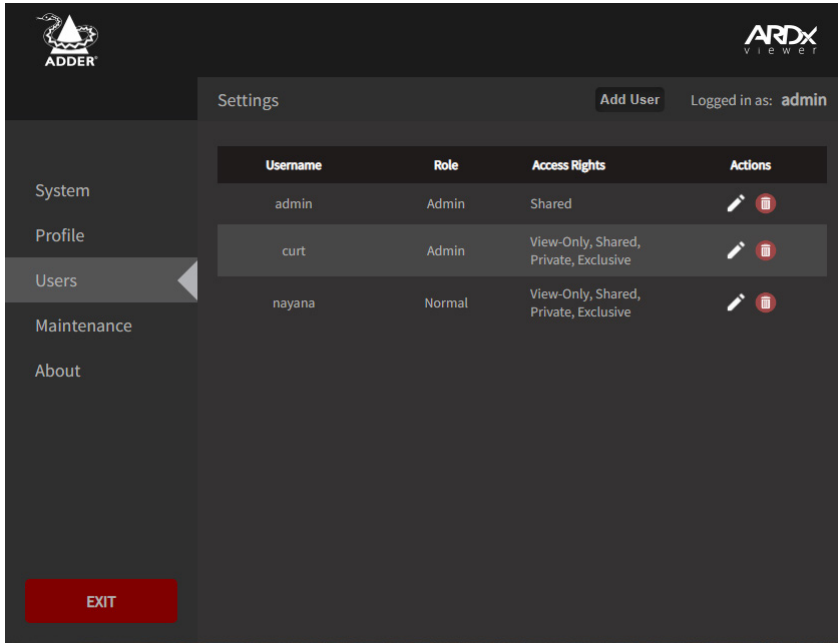 ADDER®
ARDx
viewer
Settings
Add User
Logged in as: admin
System
Profile
Users
Maintenance
About
EXIT
Username Role Access Rights Actions
admin Admin Shared
curt Admin View-Only, Shared,
Private, Exclusive
nayana Normal View-Only, Shared,
Private, Exclusive